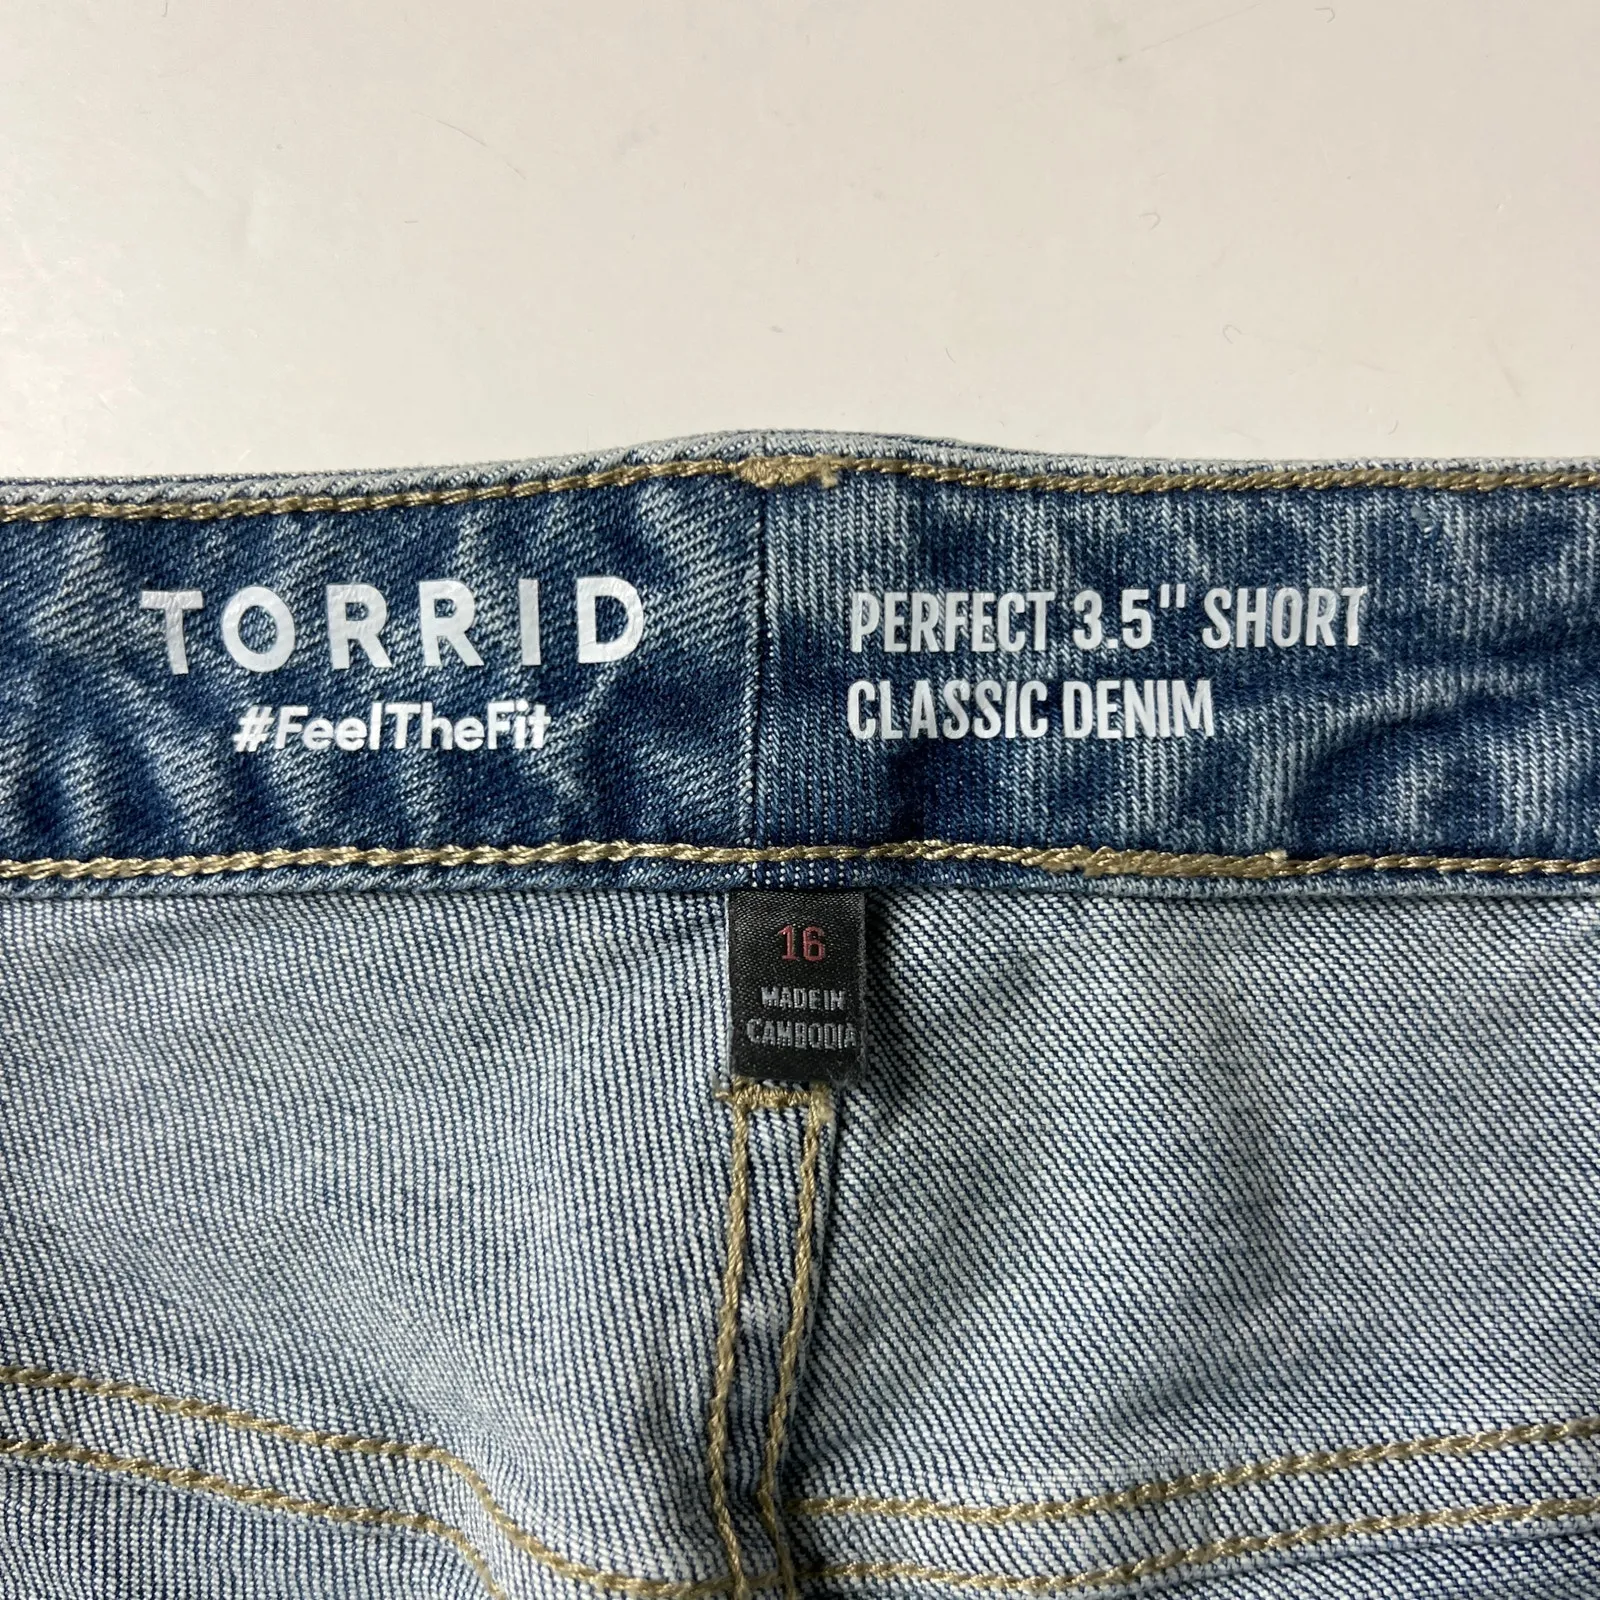 TORRID
#FeelTheFit
PERFECT 3.5" SHORT
CLASSIC DENIM
16
MADE IN
CAMBODIA